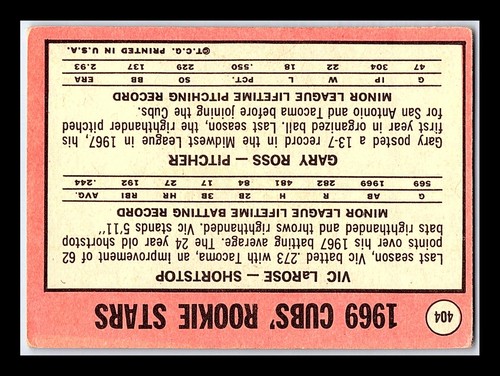 404
1969 CUBS' ROOKIE STARS
VIC LaROSE — SHORTSTOP
Last season, Vic batted .273 with Tacoma, an improvement of 62
points over his 1967 batting average. The 24 year old shortstop
bats and throws righthanded. Vic stands 5'11"
MINOR LEAGUE LIFETIME BATTING RECORD
G AB R H 2B 3B HR RBI AVG.
569 1969 282 481 84 17 27 192 .244
GARY ROSS — PITCHER
Gary posted a 13-7 record in the Midwest League in 1967, his
first year in organized ball. Last season, the righthander pitched
for San Antonio and Tacoma before joining the Cubs.
MINOR LEAGUE LIFETIME PITCHING RECORD
G IP W L PCT. SO BB ERA
47 304 22 18 .550 229 137 2.93
©T.C.G. PRINTED IN U.S.A.